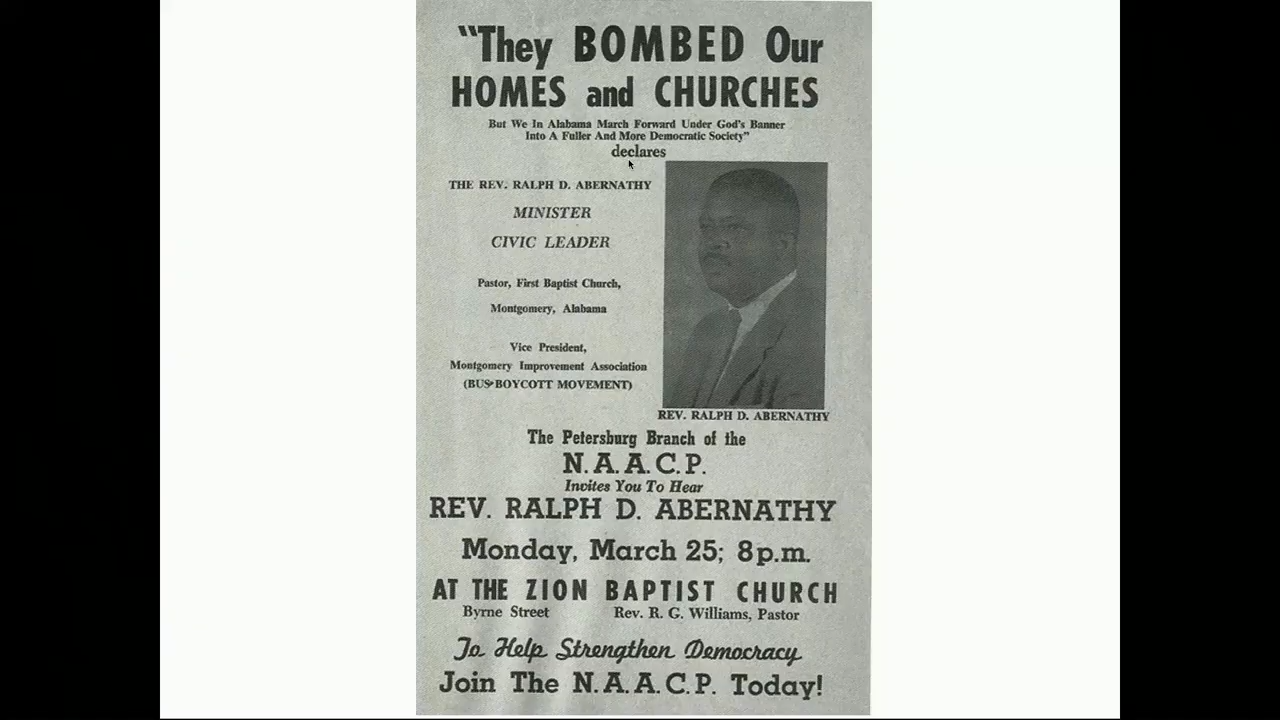 "They BOMBED Our
HOMES and CHURCHES
But We In Alabama March Forward Under God's Banner
Into A Fuller And More Democratic Society"
declares
THE REV. RALPH D. ABERNATHY
MINISTER
CIVIC LEADER
Pastor, First Baptist Church,
Montgomery, Alabama
Vice President,
Montgomery Improvement Association
(BUS-BOYCOTT MOVEMENT)
REV. RALPH D. ABERNATHY
The Petersburg Branch of the
N.A.A.C.P.
Invites You To Hear
REV. RALPH D. ABERNATHY
Monday, March 25; 8 p.m.
AT THE ZION BAPTIST CHURCH
Byrne Street Rev. R. G. Williams, Pastor
To Help Strengthen Democracy
Join The N.A.A.C.P. Today!